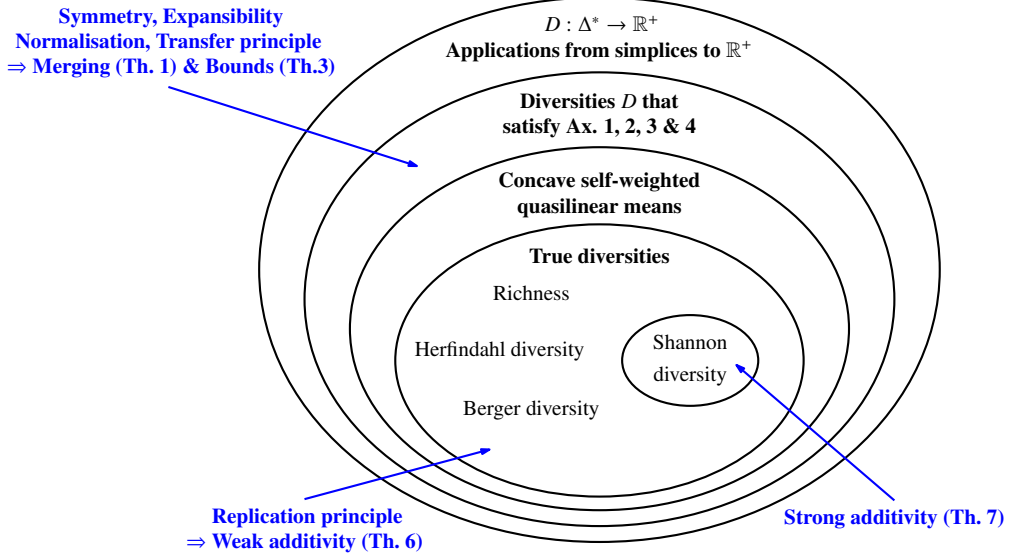 Symmetry, Expansibility
Normalisation, Transfer principle
⇒ Merging (Th. 1) & Bounds (Th.3)
D : Δ* → ℝ⁺
Applications from simplices to ℝ⁺
Diversities D that
satisfy Ax. 1, 2, 3 & 4
Concave self-weighted
quasilinear means
True diversities
Richness
Herfindahl diversity
Shannon
diversity
Berger diversity
Replication principle
⇒ Weak additivity (Th. 6)
Strong additivity (Th. 7)